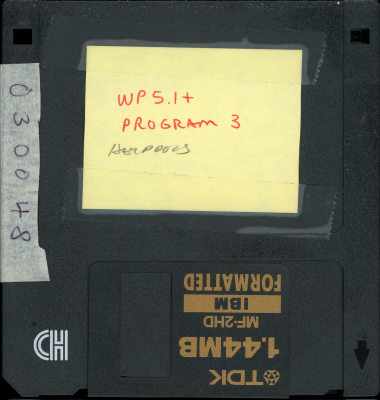 WP 5.1+
PROGRAM 3
030048
FORMATTED
IBM
MF-2HD
1.44MB
TDK